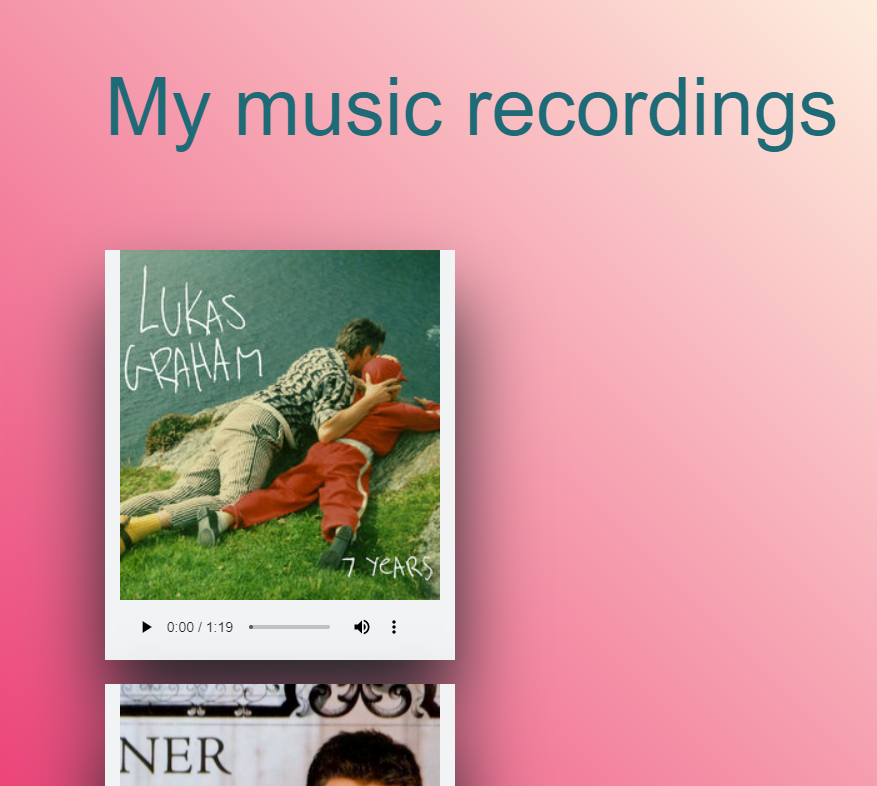 My music recordings
LUKAS
GRAHAM
7 YEARS
0:00 / 1:19
NER